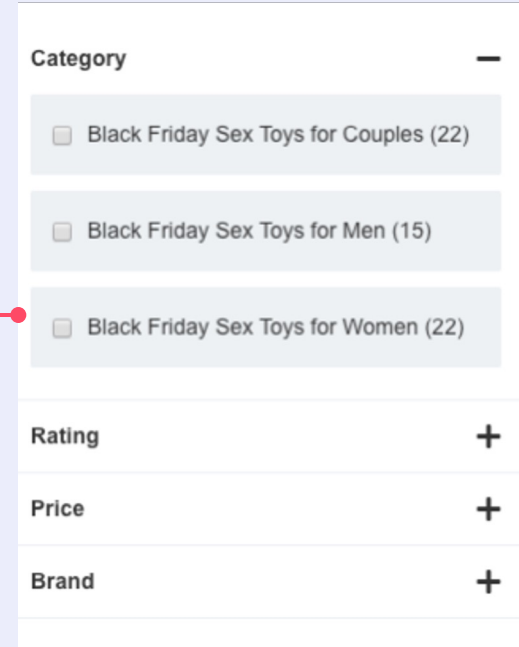 Category
Black Friday Sex Toys for Couples (22)
Black Friday Sex Toys for Men (15)
Black Friday Sex Toys for Women (22)
Rating
Price
Brand